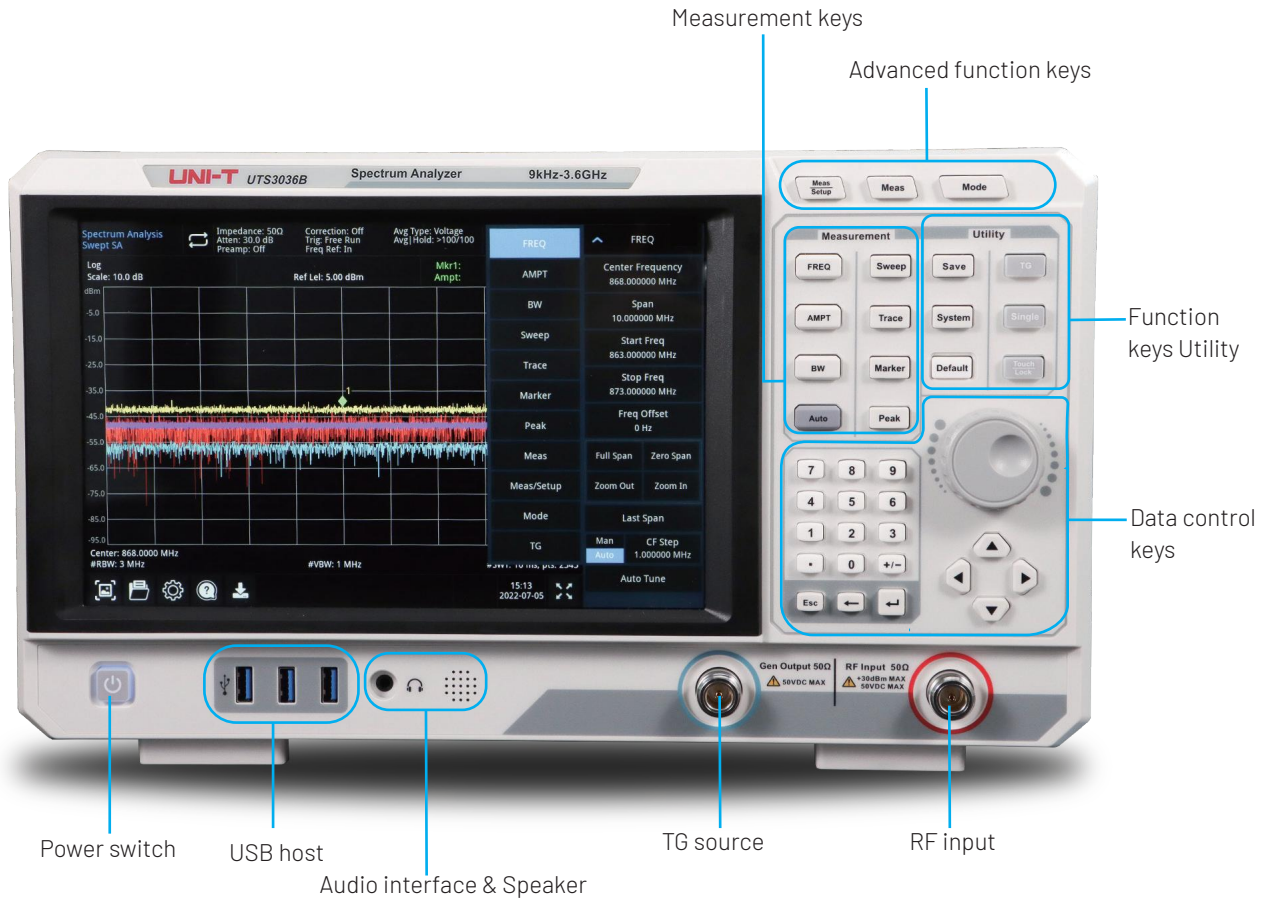 Measurement keys
Advanced function keys
UNI-T UTS3036B Spectrum Analyzer 9kHz-3.6GHz
Meas
Setup
Meas
Mode
Spectrum Analysis
Swept SA
Impedance: 50Ω
Atten: 30.0 dB
Preamp: Off
Correction: Off
Trig: Free Run
Freq Ref: In
Avg Type: Voltage
Avg|Hold: >100/100
Log
Scale: 10.0 dB
Ref Lel: 5.00 dBm
Mkr1:
Ampt:
dBm
-5.0
-15.0
-25.0
-35.0
-45.0
-55.0
-65.0
-75.0
-85.0
-95.0
1
Center: 868.0000 MHz
#RBW: 3 MHz
#VBW: 1 MHz
FREQ
AMPT
BW
Sweep
Trace
Marker
Peak
Meas
Meas/Setup
Mode
TG
15:13
2022-07-05
FREQ
Center Frequency
868.000000 MHz
Span
10.000000 MHz
Start Freq
863.000000 MHz
Stop Freq
873.000000 MHz
Freq Offset
0 Hz
Full Span Zero Span
Zoom Out Zoom In
Last Span
Man
Auto
CF Step
1.000000 MHz
Auto Tune
Measurement
FREQ Sweep
AMPT Trace
BW Marker
Auto Peak
Utility
Save TG
System Single
Default
Touch
Lock
Function
keys Utility
7 8 9
4 5 6
1 2 3
. 0 +/-
Esc
Data control
keys
Gen Output 50Ω
50VDC MAX
RF Input 50Ω
+30dBm MAX
50VDC MAX
Power switch
USB host
Audio interface & Speaker
TG source
RF input